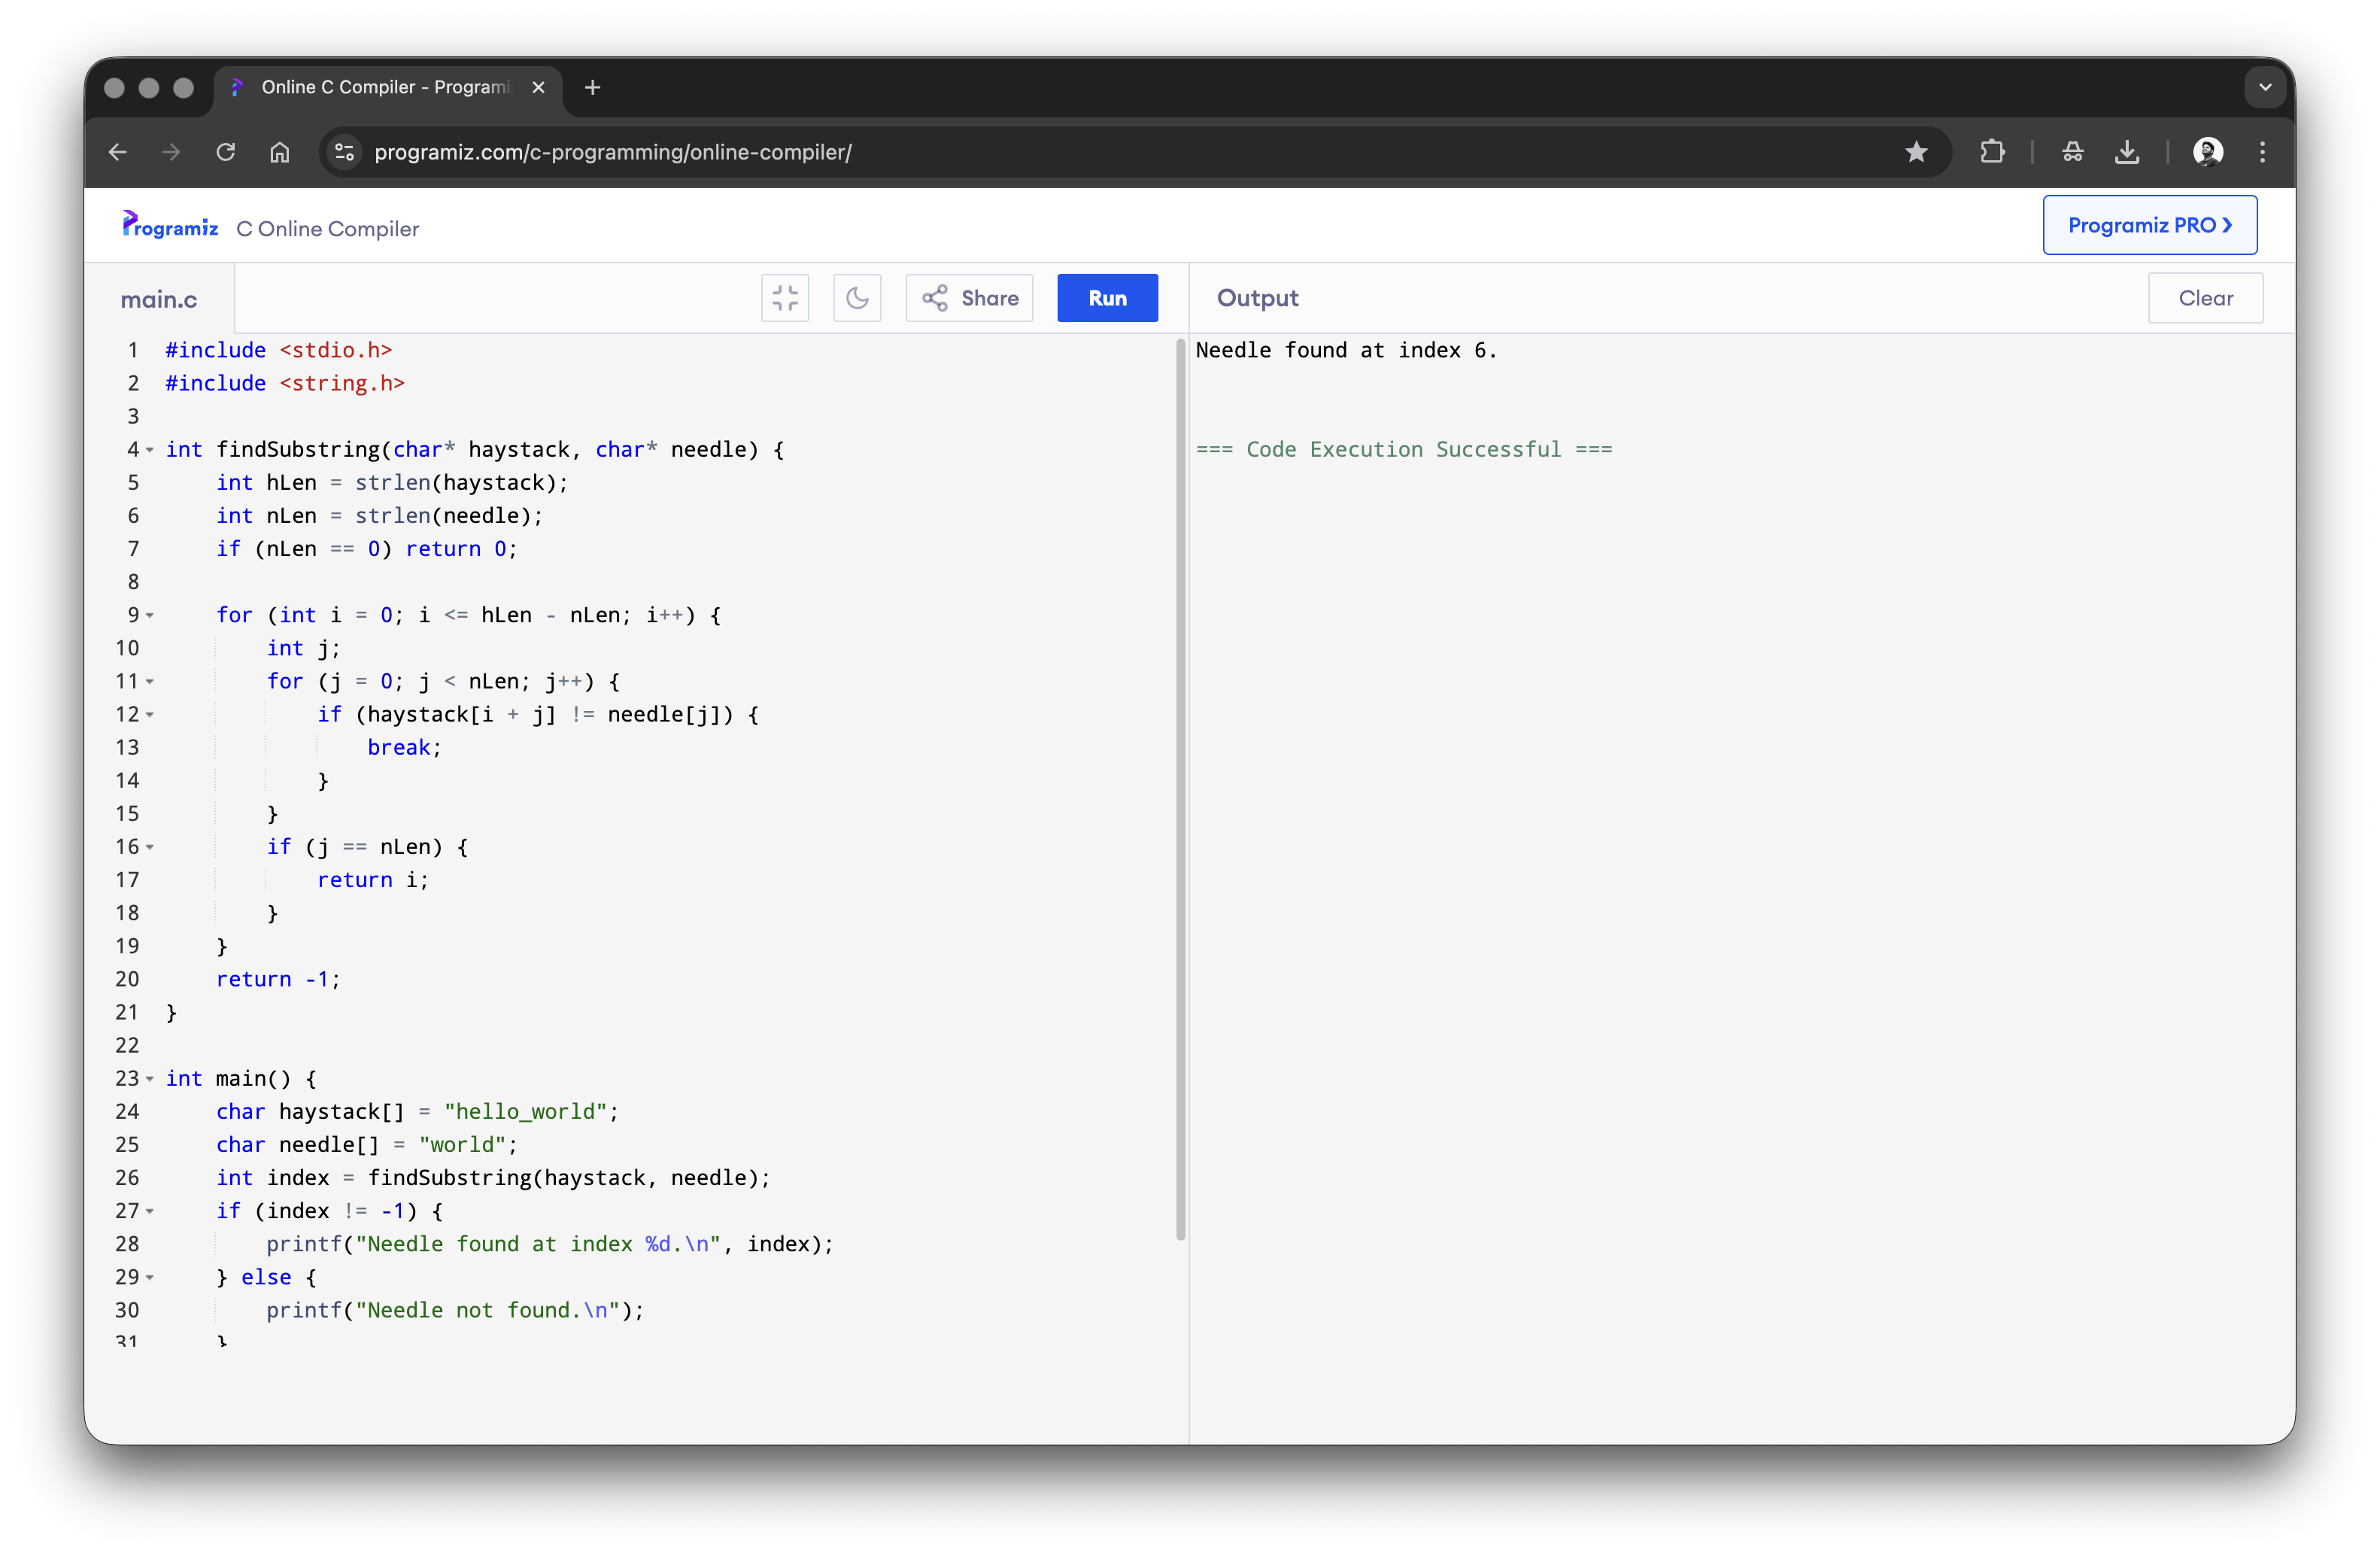 Online C Compiler - Programi
programiz.com/c-programming/online-compiler/
Programiz C Online Compiler
Programiz PRO ❯
main.c
Share
Run
Output
Clear
1 #include <stdio.h>
2 #include <string.h>
3
4 int findSubstring(char* haystack, char* needle) {
5     int hLen = strlen(haystack);
6     int nLen = strlen(needle);
7     if (nLen == 0) return 0;
8
9     for (int i = 0; i <= hLen - nLen; i++) {
10         int j;
11         for (j = 0; j < nLen; j++) {
12             if (haystack[i + j] != needle[j]) {
13                 break;
14             }
15         }
16         if (j == nLen) {
17             return i;
18         }
19     }
20     return -1;
21 }
22
23 int main() {
24     char haystack[] = "hello_world";
25     char needle[] = "world";
26     int index = findSubstring(haystack, needle);
27     if (index != -1) {
28         printf("Needle found at index %d.\n", index);
29     } else {
30         printf("Needle not found.\n");
31     }
Needle found at index 6.
=== Code Execution Successful ===